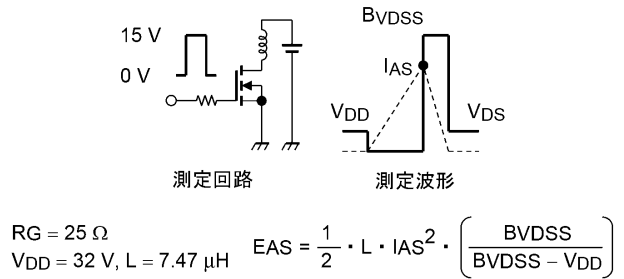 15 V
0 V
BVDSS
IAS
VDD
VDS
測定回路
測定波形
RG = 25 Ω
VDD = 32 V, L = 7.47 μH
EAS = 1/2 · L · IAS² · (BVDSS / (BVDSS − VDD))